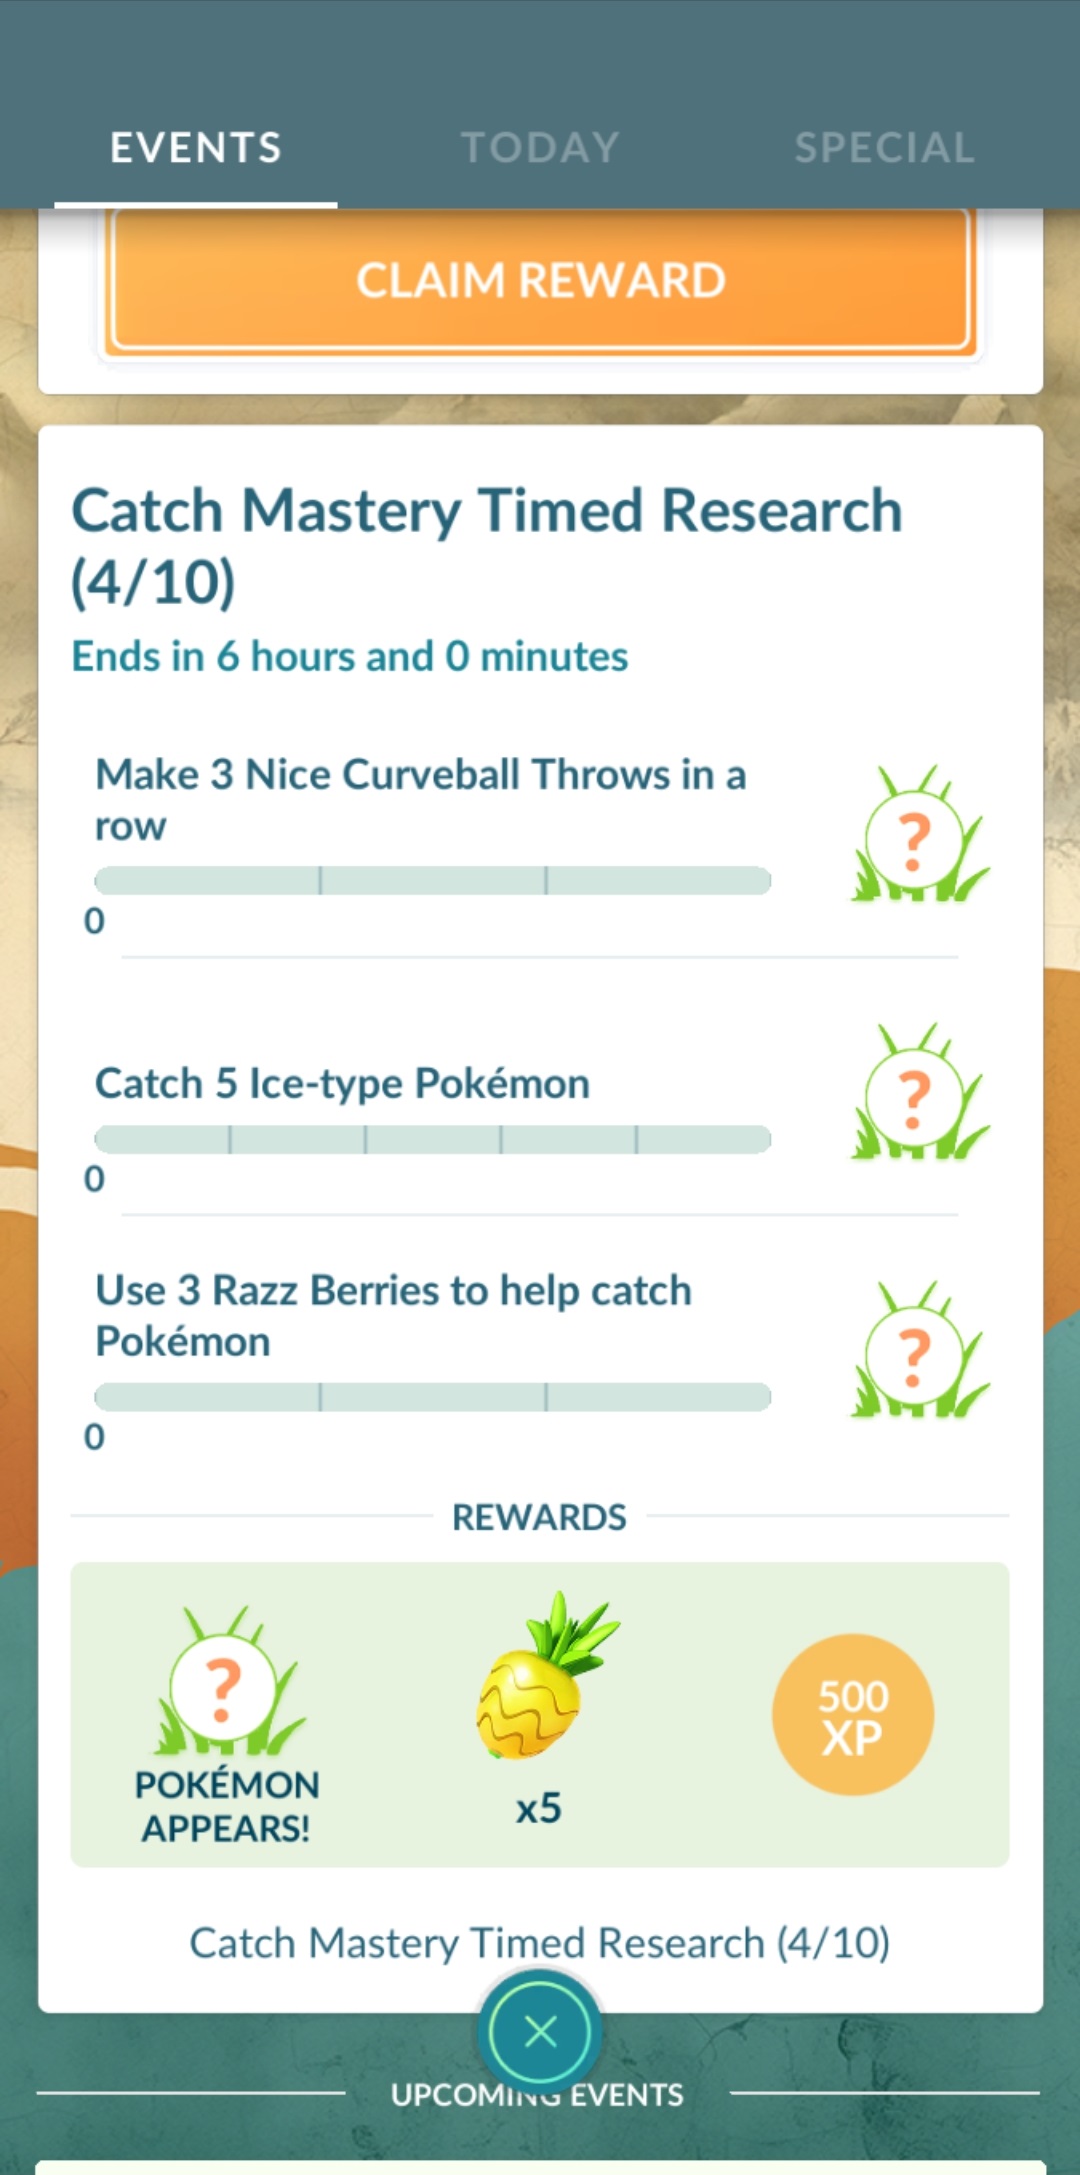 EVENTS TODAY SPECIAL
CLAIM REWARD
Catch Mastery Timed Research
(4/10)
Ends in 6 hours and 0 minutes
Make 3 Nice Curveball Throws in a
row
?
0
Catch 5 Ice-type Pokémon
?
0
Use 3 Razz Berries to help catch
Pokémon
?
0
REWARDS
?
POKÉMON
APPEARS!
x5
500
XP
Catch Mastery Timed Research (4/10)
UPCOMING EVENTS